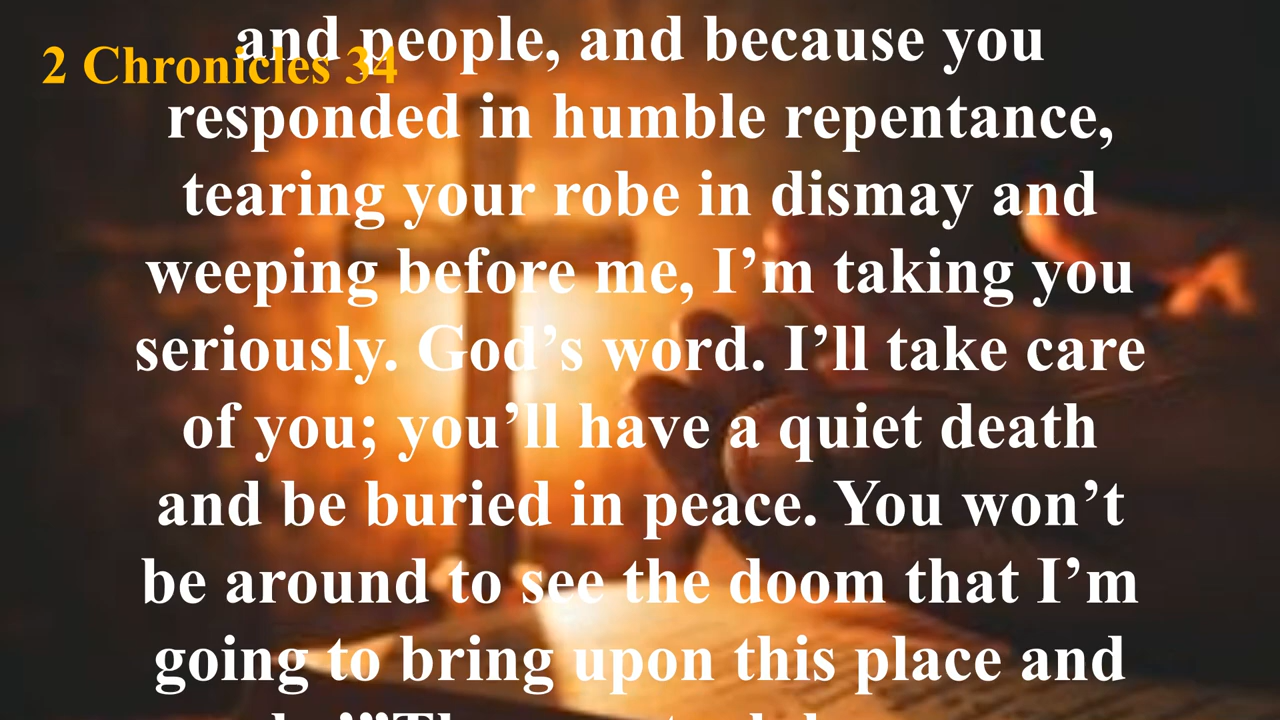 2 Chronicles 34
and people, and because you
responded in humble repentance,
tearing your robe in dismay and
weeping before me, I’m taking you
seriously. God’s word. I’ll take care
of you; you’ll have a quiet death
and be buried in peace. You won’t
be around to see the doom that I’m
going to bring upon this place and